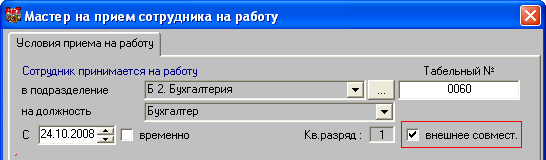 Мастер на прием сотрудника на работу
Условия приема на работу
Сотрудник принимается на работу
Табельный №
в подразделение Б 2. Бухгалтерия ... 0060
на должность Бухгалтер
С 24.10.2008 временно Кв.разряд : 1 внешнее совмест.